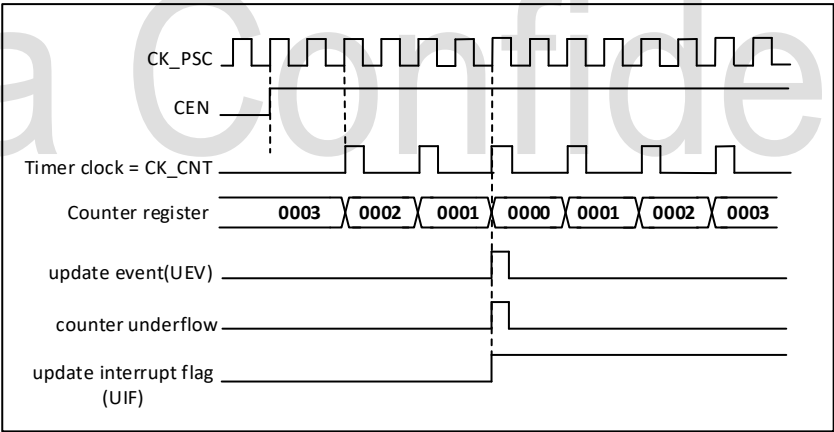 a Confide
CK_PSC
CEN
Timer clock = CK_CNT
Counter register 0003 0002 0001 0000 0001 0002 0003
update event(UEV)
counter underflow
update interrupt flag
(UIF)